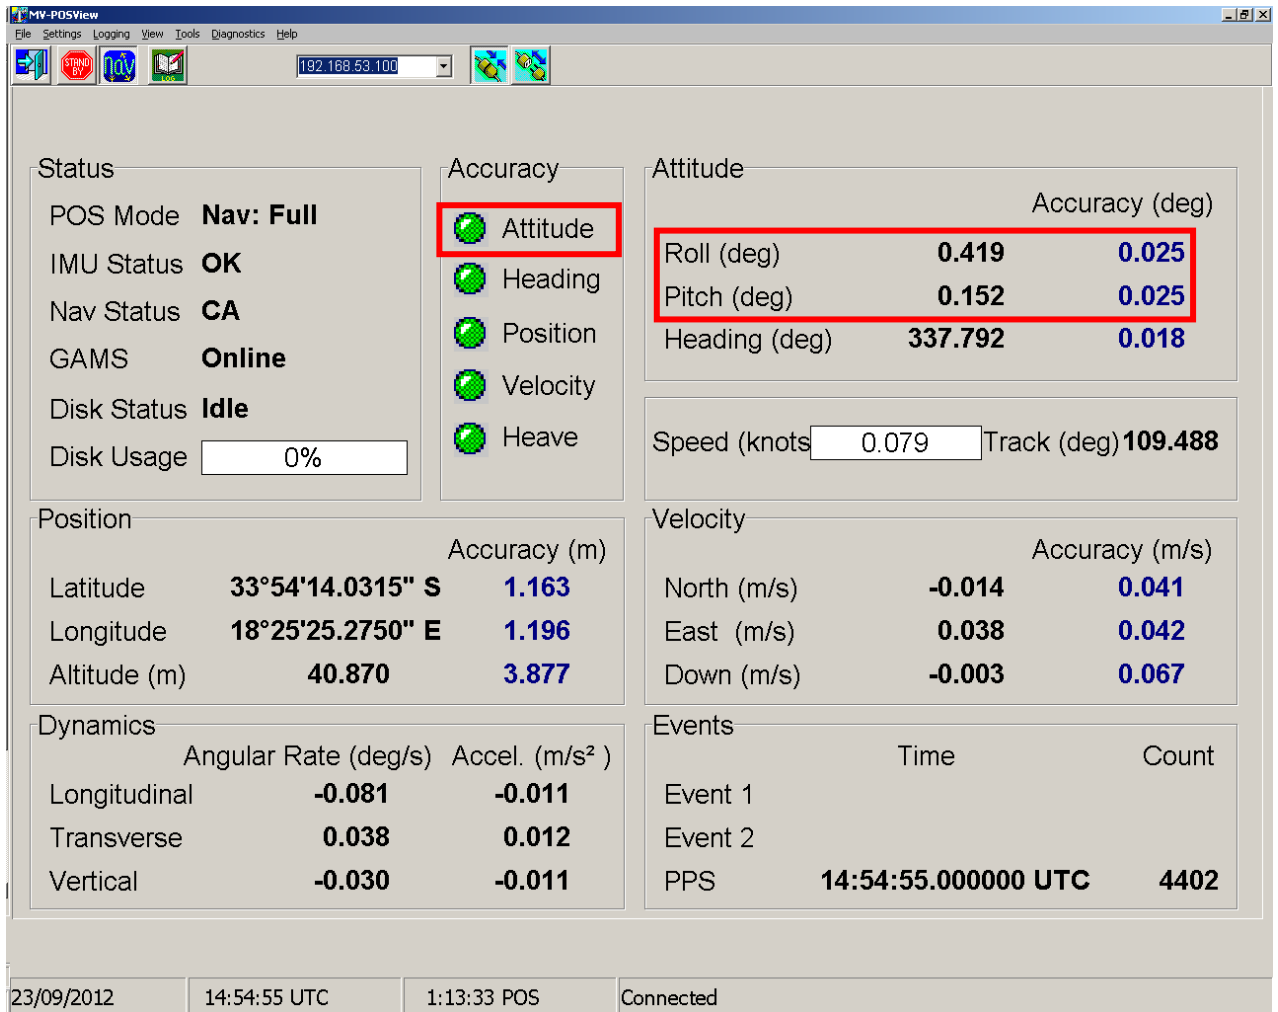 MV-POSView
File Settings Logging View Tools Diagnostics Help
STAND BY nav LOG 192.168.53.100
Status
POS Mode Nav: Full
IMU Status OK
Nav Status CA
GAMS Online
Disk Status Idle
Disk Usage 0%
Accuracy
Attitude
Heading
Position
Velocity
Heave
Attitude
Accuracy (deg)
Roll (deg) 0.419 0.025
Pitch (deg) 0.152 0.025
Heading (deg) 337.792 0.018
Speed (knots 0.079 Track (deg) 109.488
Position
Accuracy (m)
Latitude 33°54'14.0315" S 1.163
Longitude 18°25'25.2750" E 1.196
Altitude (m) 40.870 3.877
Velocity
Accuracy (m/s)
North (m/s) -0.014 0.041
East (m/s) 0.038 0.042
Down (m/s) -0.003 0.067
Dynamics
Angular Rate (deg/s) Accel. (m/s² )
Longitudinal -0.081 -0.011
Transverse 0.038 0.012
Vertical -0.030 -0.011
Events
Time Count
Event 1
Event 2
PPS 14:54:55.000000 UTC 4402
23/09/2012 14:54:55 UTC 1:13:33 POS Connected